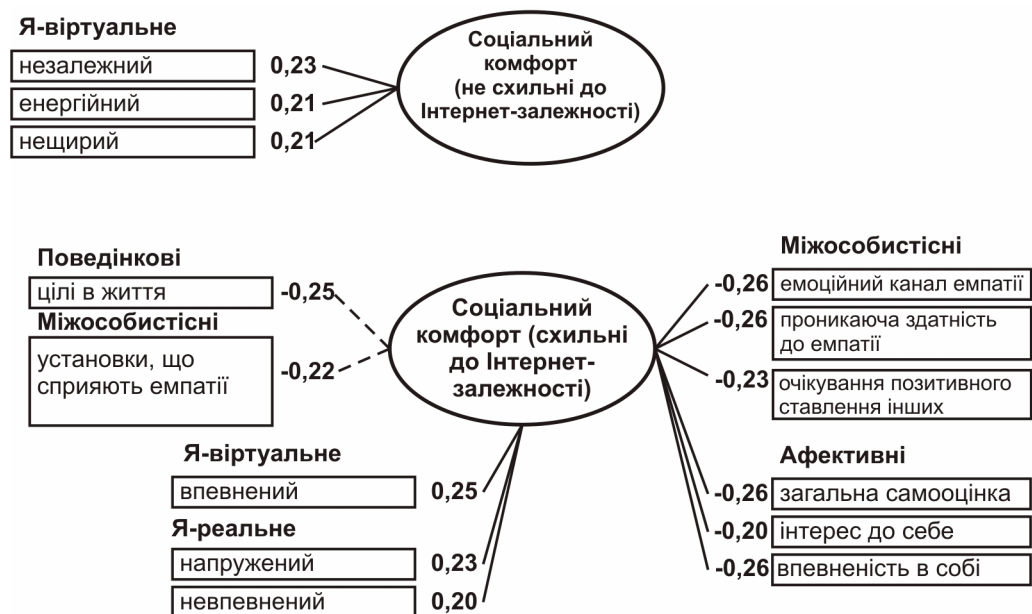 Я-віртуальне
незалежний 0,23
енергійний 0,21
нещирий 0,21
Соціальний
комфорт
(не схильні до
Інтернет-залежності)
Поведінкові
цілі в життя -0,25
Міжособистісні
установки, що
сприяють емпатії
-0,22
Соціальний
комфорт (схильні
до Інтернет-
залежності)
Міжособистісні
-0,26 емоційний канал емпатії
-0,26 проникаюча здатність
до емпатії
-0,23 очікування позитивного
ставлення інших
Я-віртуальне
впевнений 0,25
Я-реальне
напружений 0,23
невпевнений 0,20
Афективні
-0,26 загальна самооцінка
-0,20 інтерес до себе
-0,26 впевненість в собі